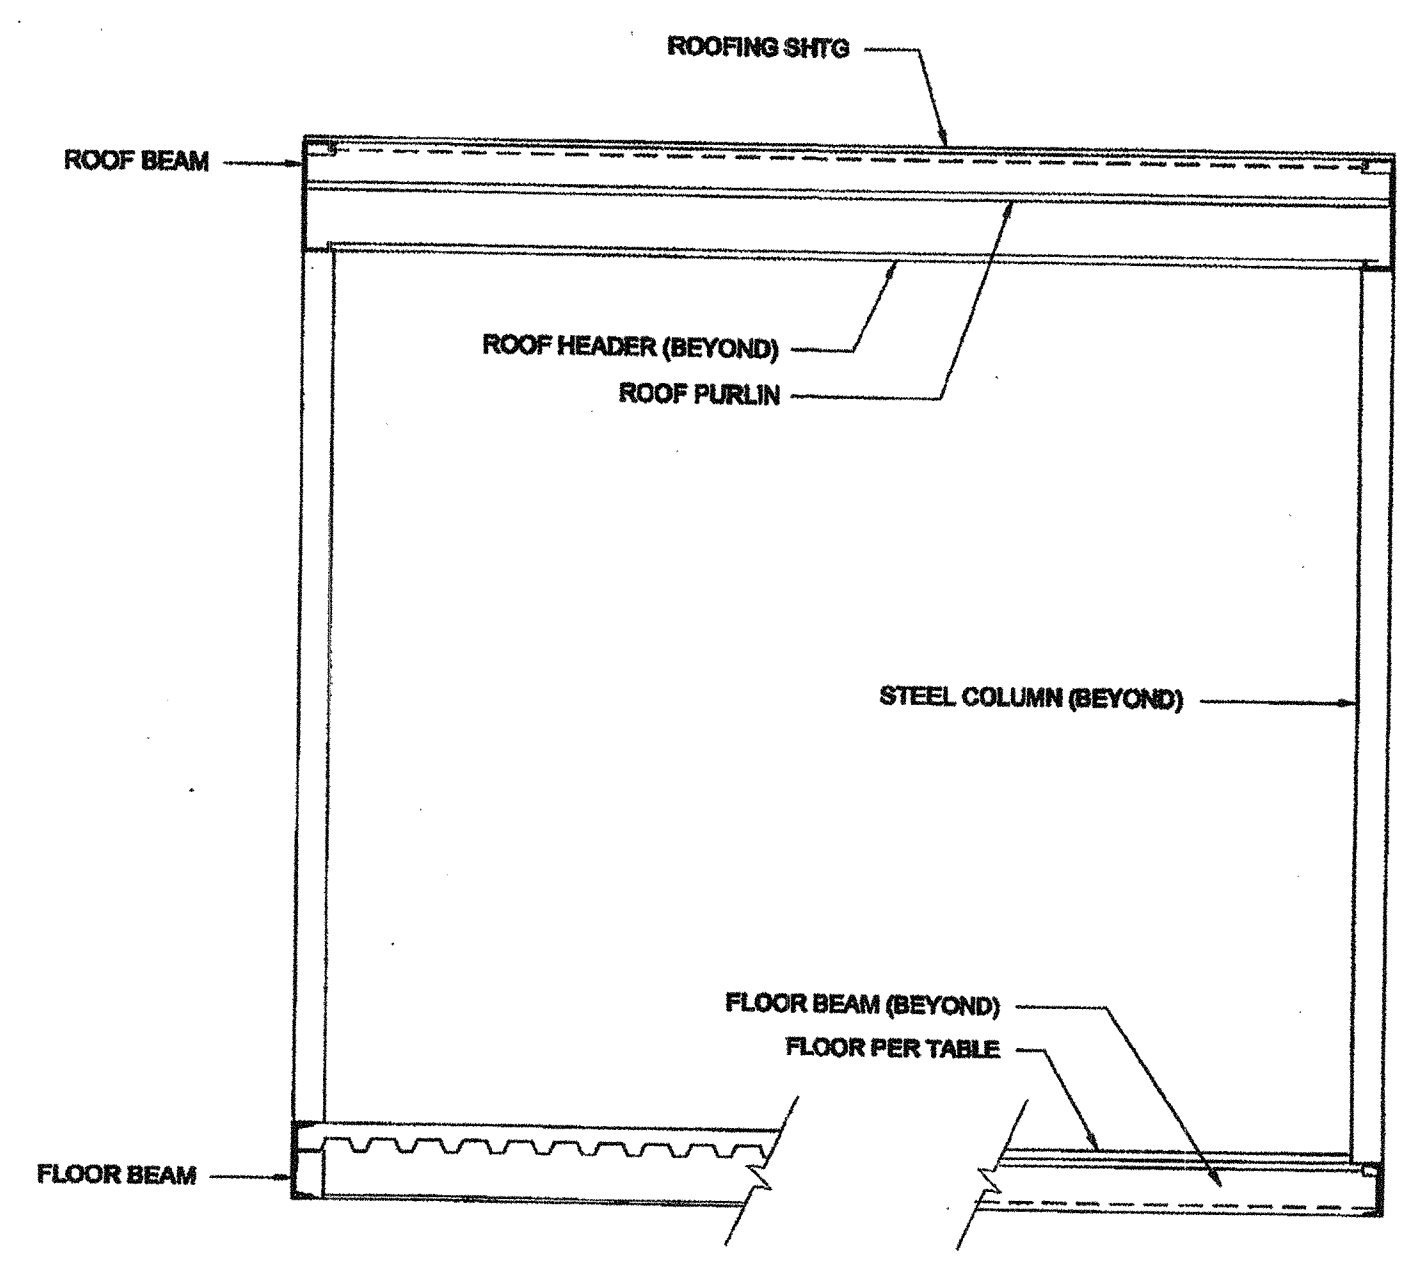 ROOFING SHTG
ROOF BEAM
ROOF HEADER (BEYOND)
ROOF PURLIN
STEEL COLUMN (BEYOND)
FLOOR BEAM (BEYOND)
FLOOR PER TABLE
FLOOR BEAM